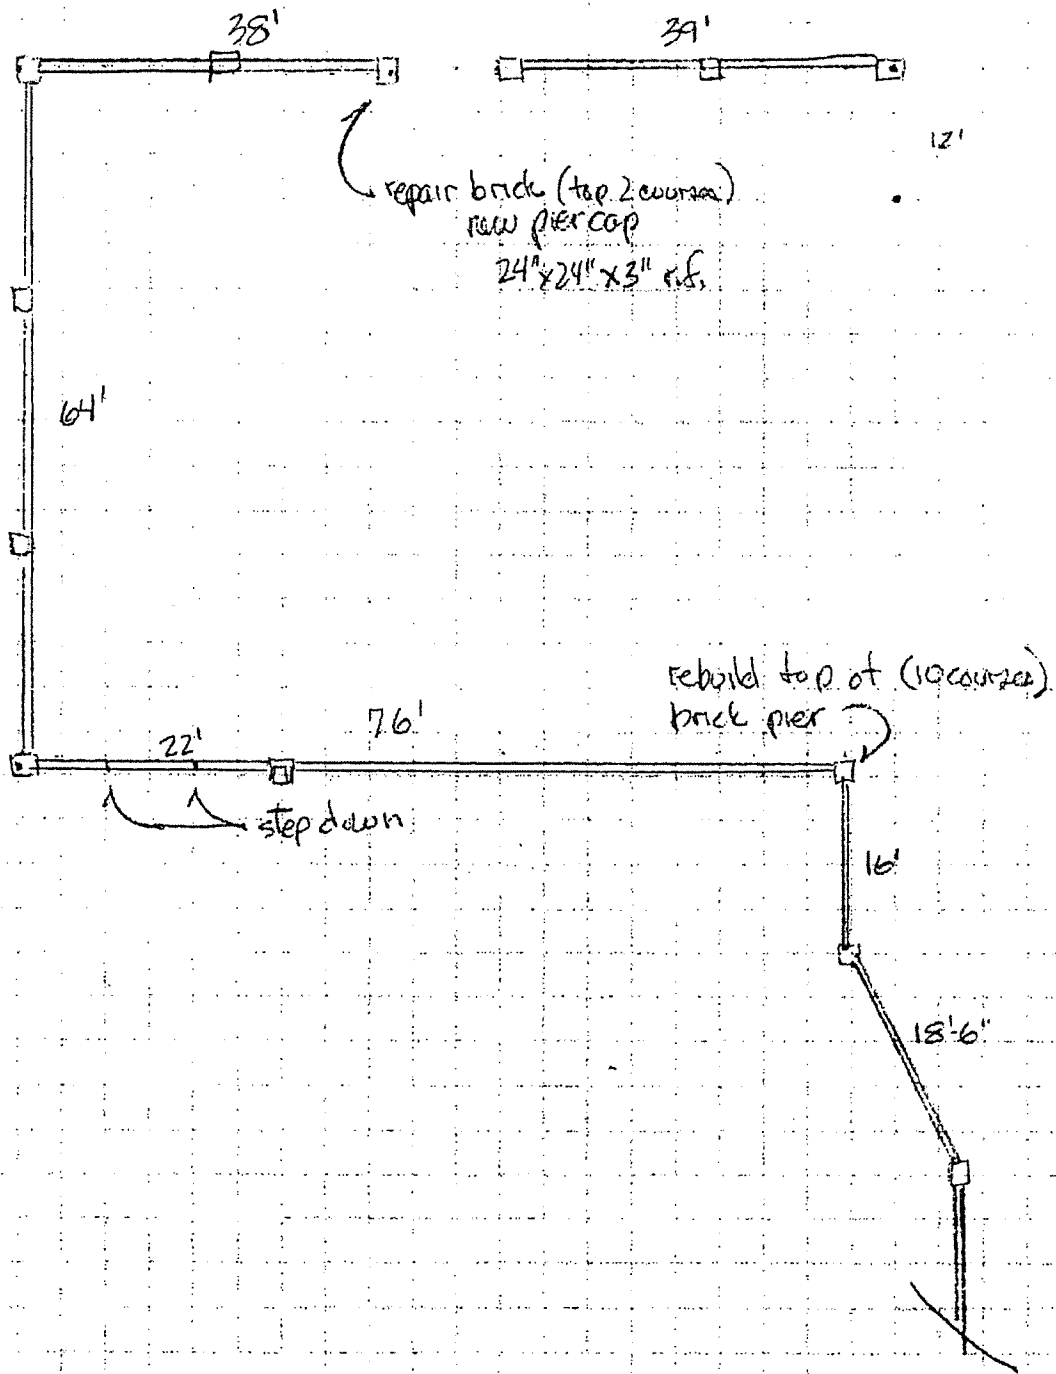 38'
39'
12'
repair brick (top 2 courses)
new pier cap
24"x24"x3" r.f.
64'
rebuild top of (10 courses)
brick pier
76'
22'
step down
16'
18'-6"